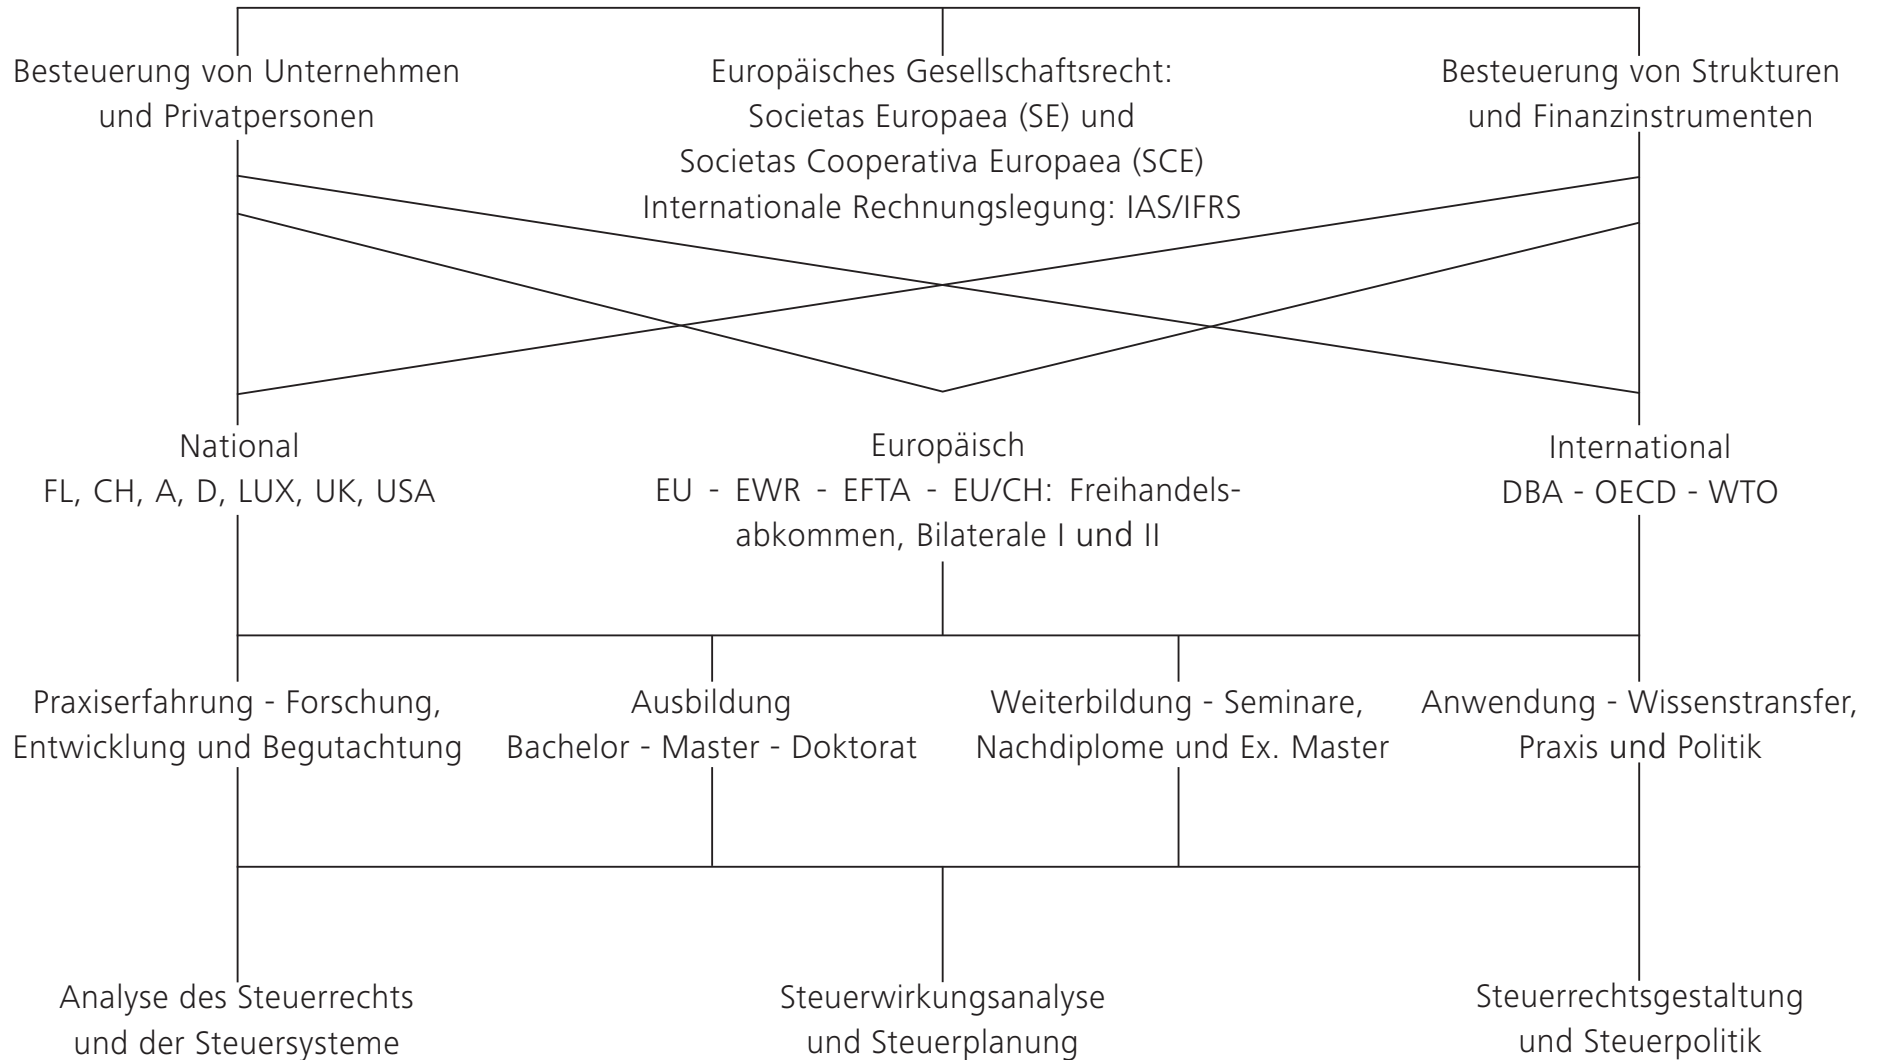 Besteuerung von Unternehmen
und Privatpersonen
Europäisches Gesellschaftsrecht:
Societas Europaea (SE) und
Societas Cooperativa Europaea (SCE)
Internationale Rechnungslegung: IAS/IFRS
Besteuerung von Strukturen
und Finanzinstrumenten
National
FL, CH, A, D, LUX, UK, USA
Europäisch
EU - EWR - EFTA - EU/CH: Freihandels-
abkommen, Bilaterale I und II
International
DBA - OECD - WTO
Praxiserfahrung - Forschung,
Entwicklung und Begutachtung
Ausbildung
Bachelor - Master - Doktorat
Weiterbildung - Seminare,
Nachdiplome und Ex. Master
Anwendung - Wissenstransfer,
Praxis und Politik
Analyse des Steuerrechts
und der Steuersysteme
Steuerwirkungsanalyse
und Steuerplanung
Steuerrechtsgestaltung
und Steuerpolitik